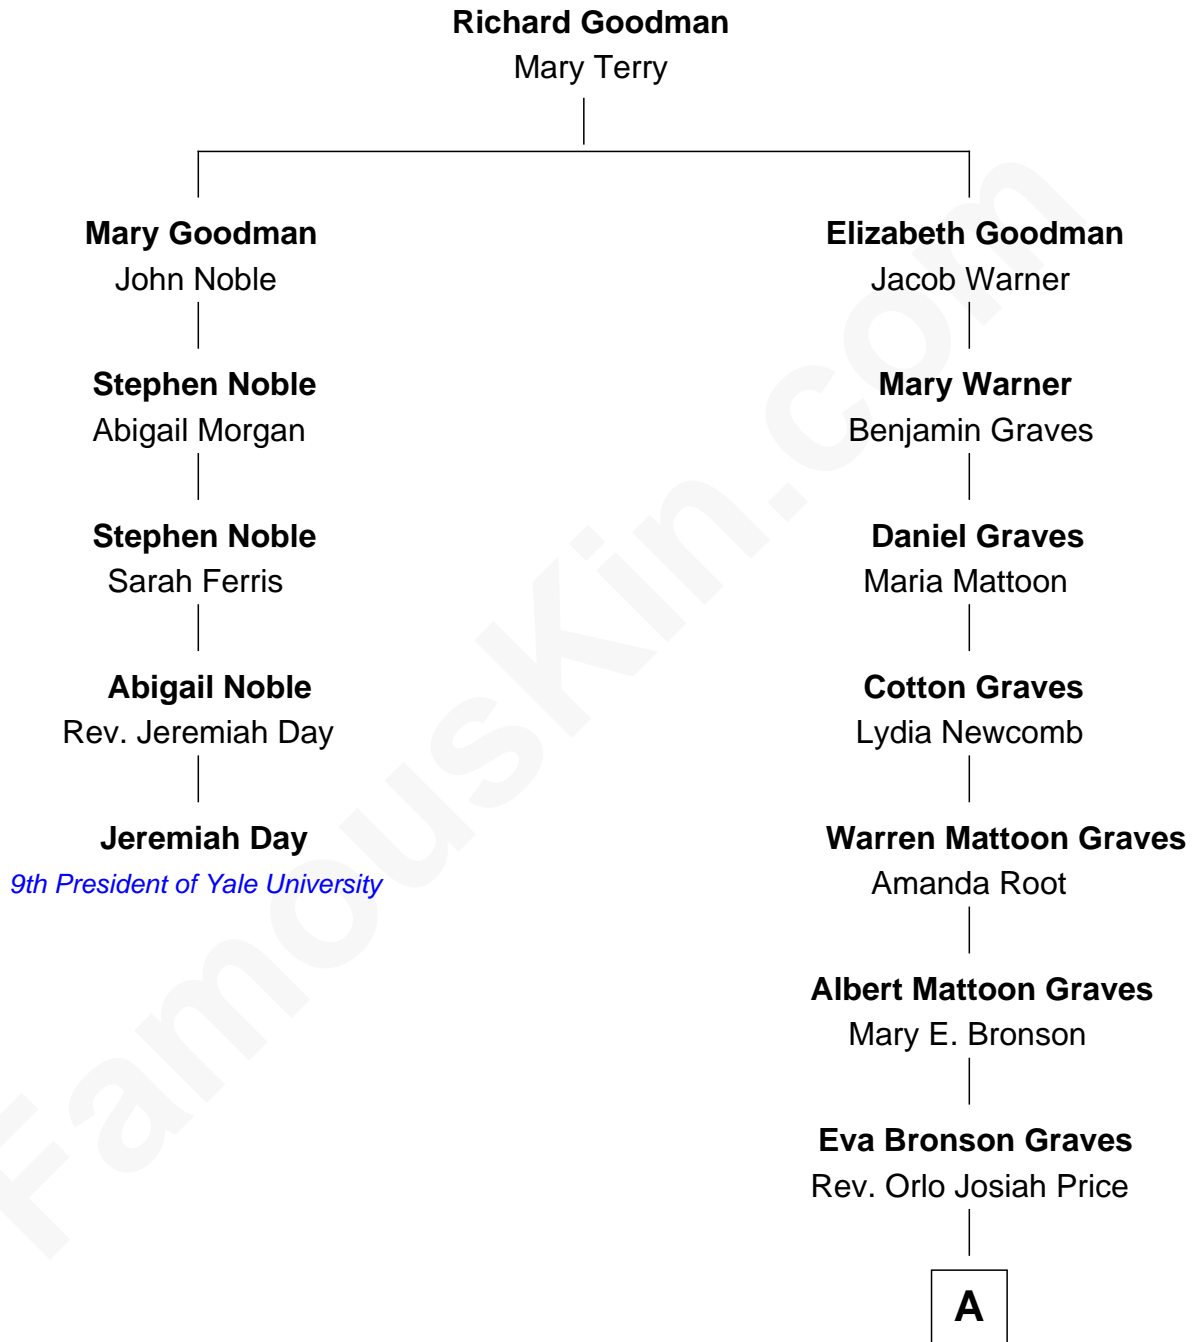 Richard Goodman
Mary Terry
Mary Goodman
John Noble
Elizabeth Goodman
Jacob Warner
Stephen Noble
Abigail Morgan
Mary Warner
Benjamin Graves
Stephen Noble
Sarah Ferris
Daniel Graves
Maria Mattoon
Abigail Noble
Rev. Jeremiah Day
Cotton Graves
Lydia Newcomb
Jeremiah Day
9th President of Yale University
Warren Mattoon Graves
Amanda Root
Albert Mattoon Graves
Mary E. Bronson
Eva Bronson Graves
Rev. Orlo Josiah Price
A
FamousKin.com